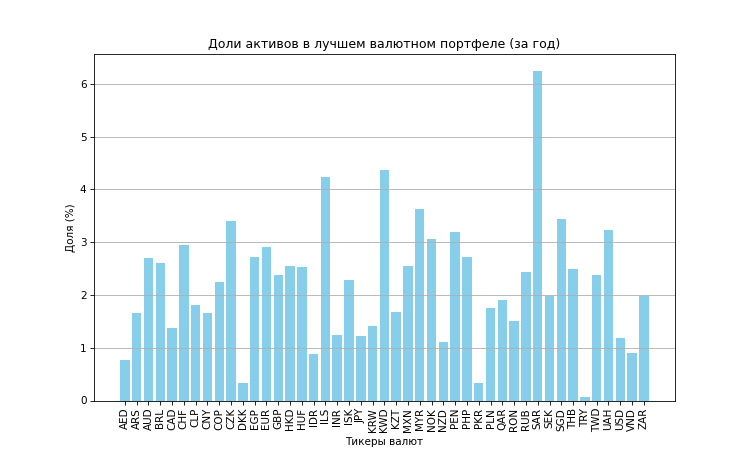 Доли активов в лучшем валютном портфеле (за год)
Доля (%)
6
5
4
3
2
1
0
AED ARS AUD BRL CAD CHF CLP CNY COP CZK DKK EGP EUR GBP HKD HUF IDR ILS INR ISK JPY KRW KWD KZT MXN MYR NOK NZD PEN PHP PKR PLN QAR RON RUB SAR SEK SGD THB TRY TWD UAH USD VND ZAR
Тикеры валют